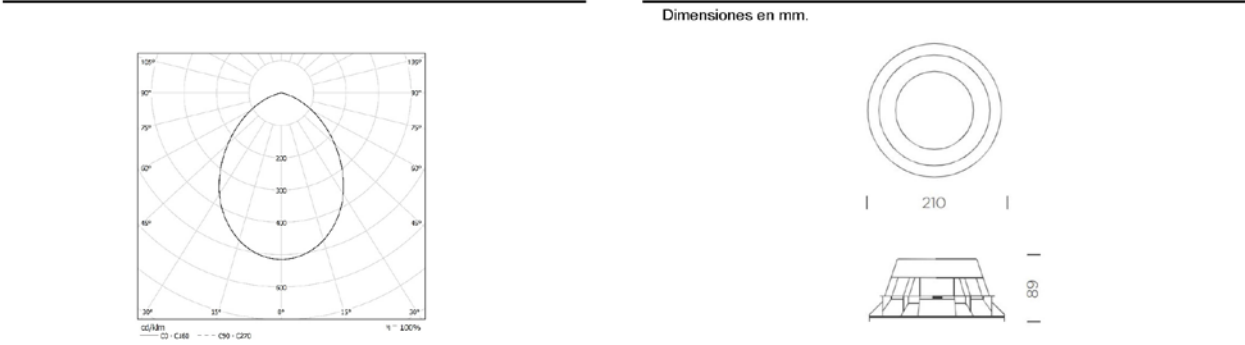 Dimensiones en mm.
105° 105°
90° 90°
75° 75°
60° 60°
45° 45°
200
300
400
600
30° 15° 0° 15° 30°
cd/klm η = 100%
C0 - C180 C90 - C270
210
89